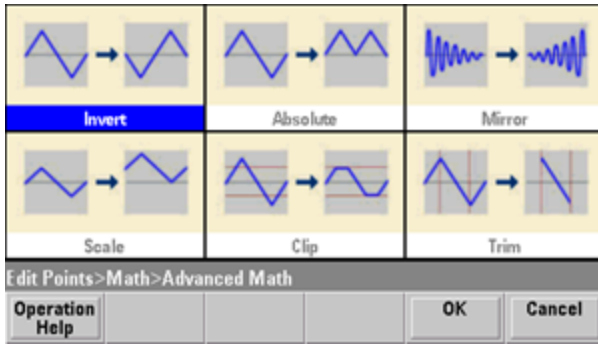 Invert
Absolute
Mirror
Scale
Clip
Trim
Edit Points>Math>Advanced Math
Operation
Help
OK
Cancel